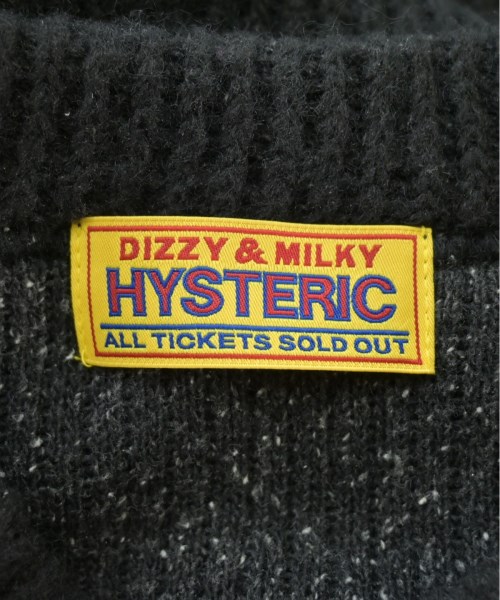 DIZZY & MILKY
HYSTERIC
ALL TICKETS SOLD OUT